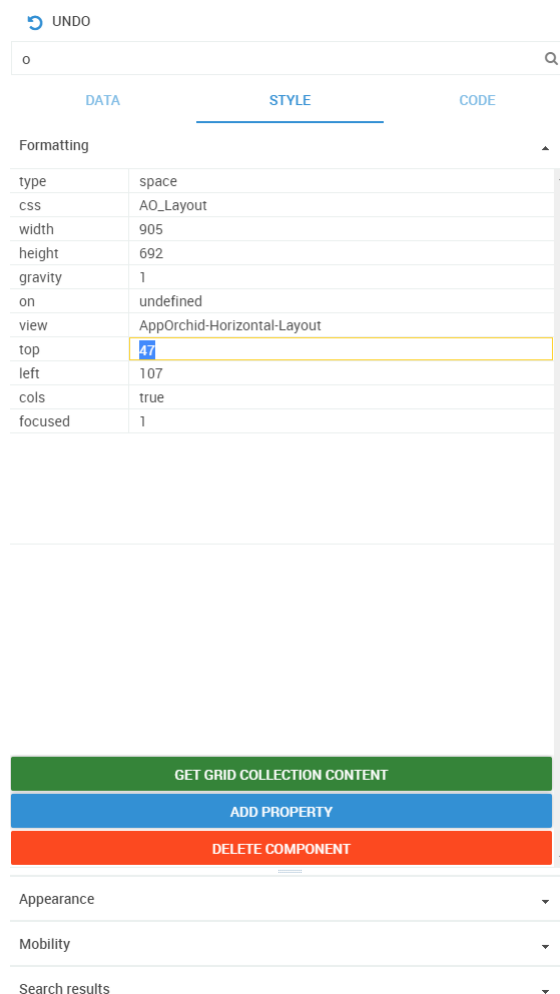 UNDO
o
DATA STYLE CODE
Formatting
type space
css AO_Layout
width 905
height 692
gravity 1
on undefined
view AppOrchid-Horizontal-Layout
top 47
left 107
cols true
focused 1
GET GRID COLLECTION CONTENT
ADD PROPERTY
DELETE COMPONENT
Appearance
Mobility
Search results